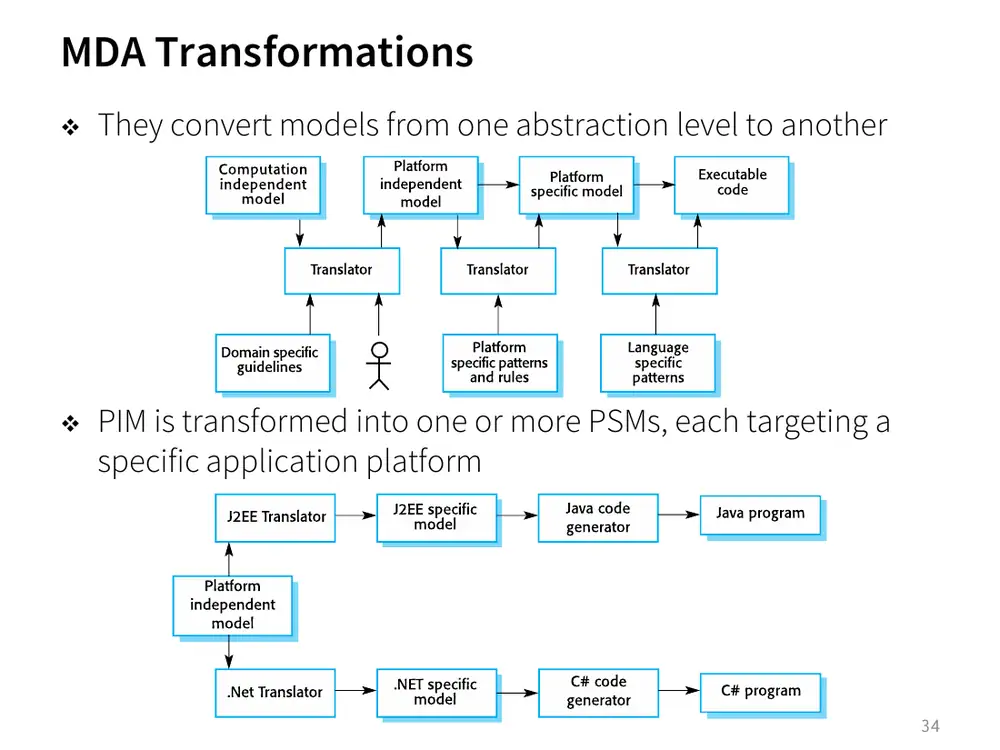 MDA Transformations
❖ They convert models from one abstraction level to another
Computation
independent
model
Platform
independent
model
Platform
specific model
Executable
code
Translator
Translator
Translator
Domain specific
guidelines
Platform
specific patterns
and rules
Language
specific
patterns
❖ PIM is transformed into one or more PSMs, each targeting a
specific application platform
J2EE Translator
J2EE specific
model
Java code
generator
Java program
Platform
independent
model
.Net Translator
.NET specific
model
C# code
generator
C# program
34